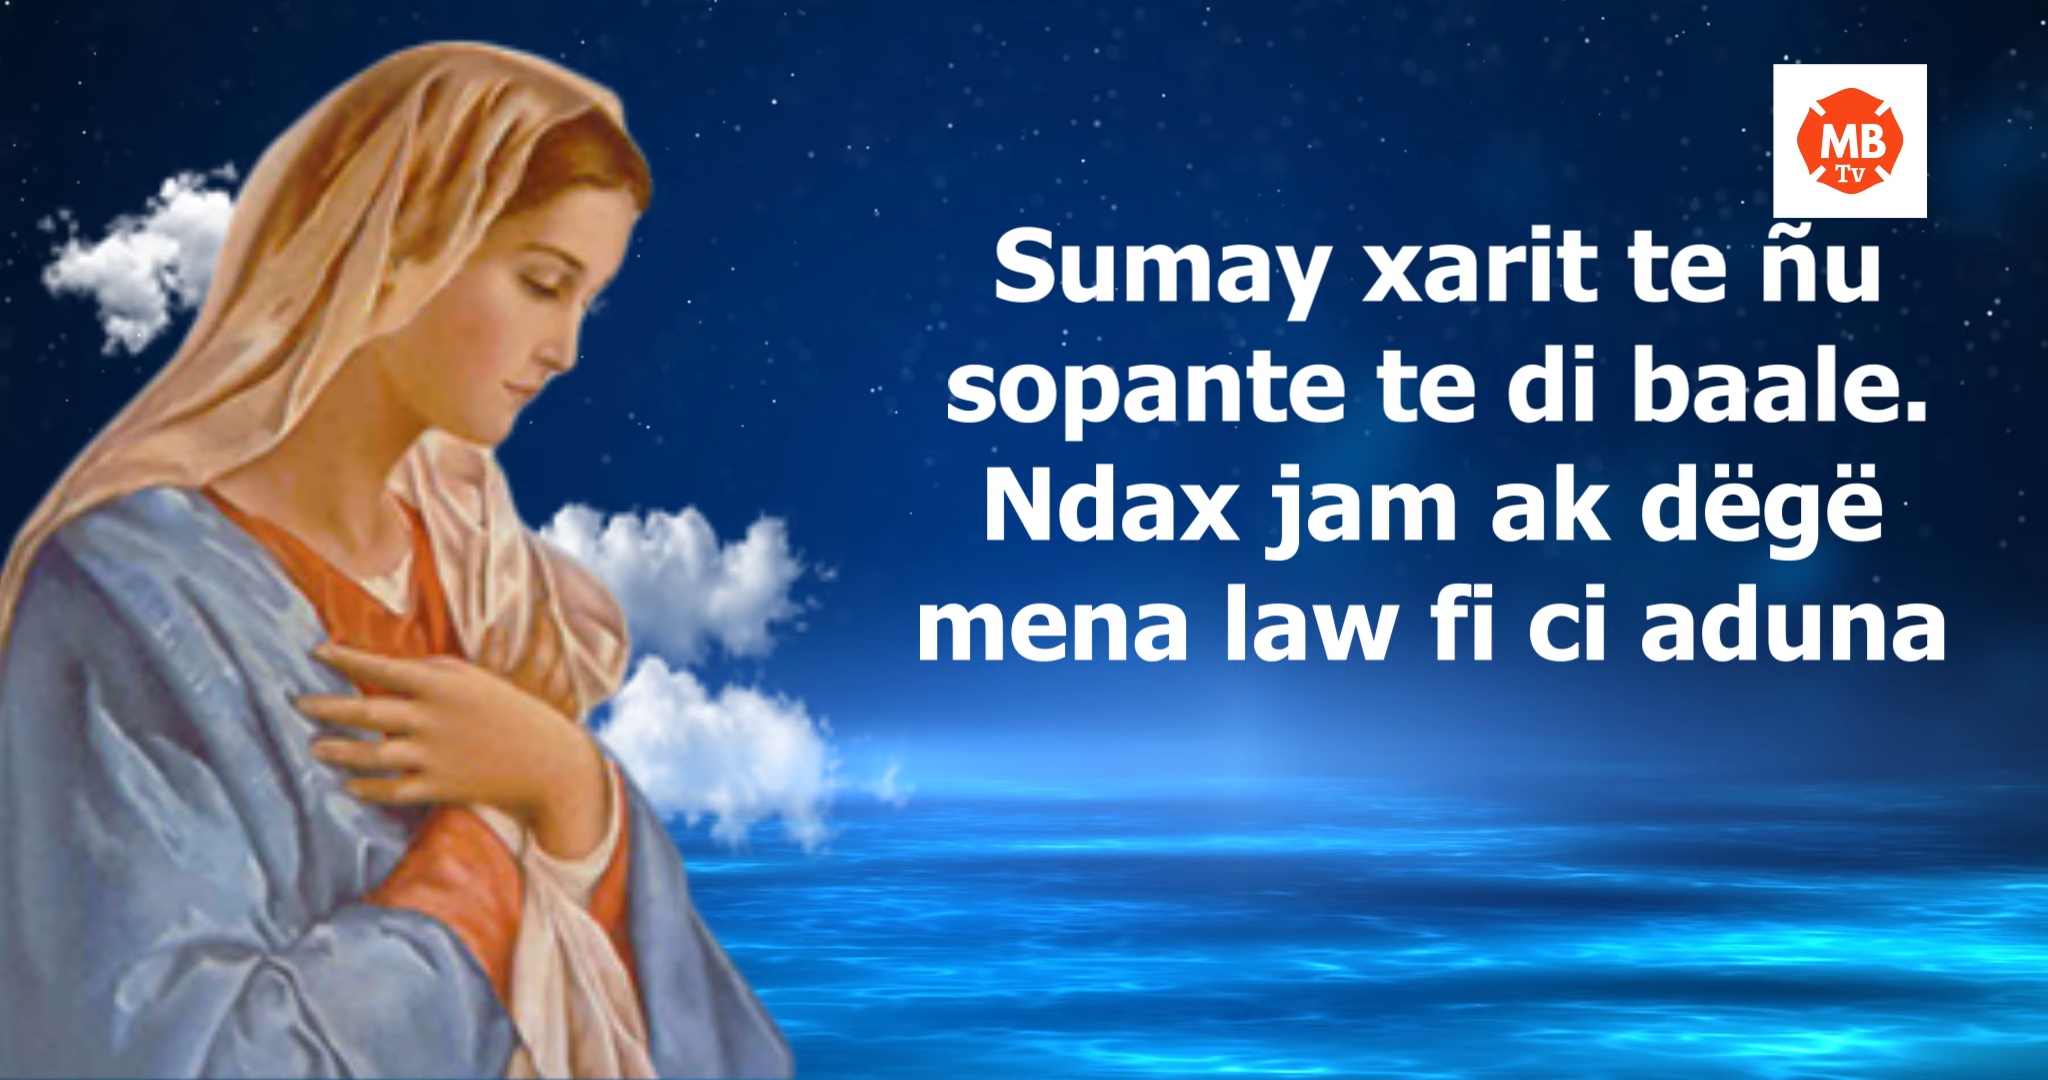 MB
Tv
Sumay xarit te ñu
sopante te di baale.
Ndax jam ak dëgë
mena law fi ci aduna